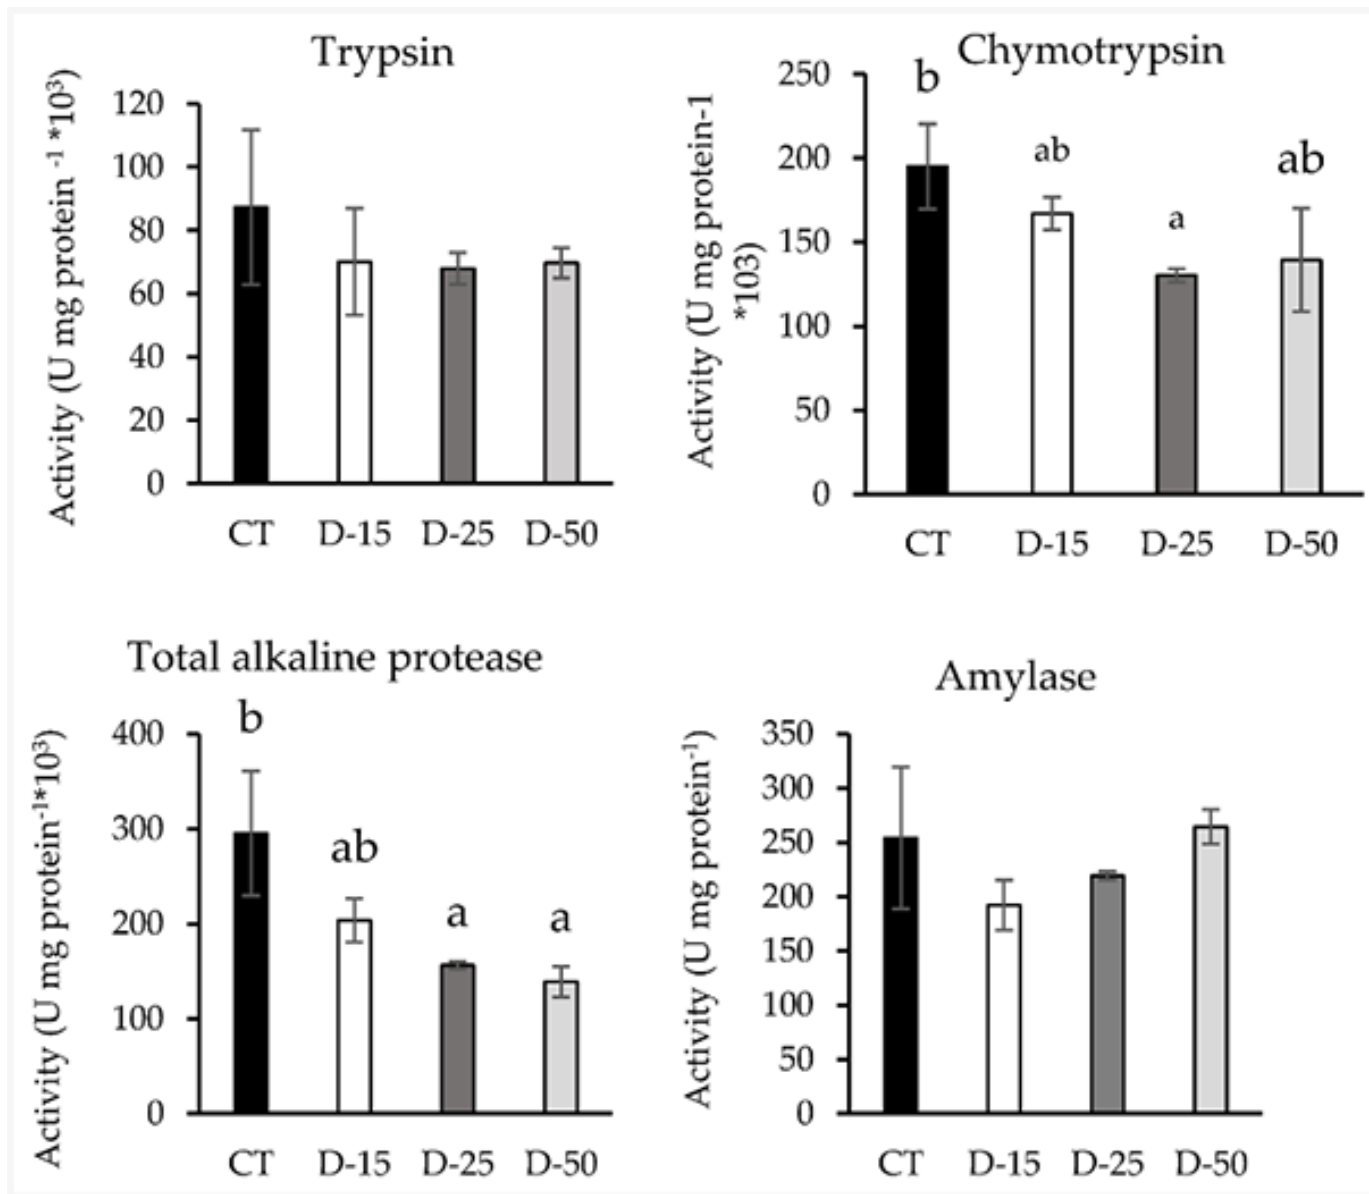 Trypsin
Activity (U mg protein ⁻¹ *10³)
120
100
80
60
40
20
0
CT D-15 D-25 D-50
Chymotrypsin
Activity (U mg protein-1
*103)
250
200
150
100
50
0
b
ab
a
ab
CT D-15 D-25 D-50
Total alkaline protease
Activity (U mg protein⁻¹*10³)
400
300
200
100
0
b
ab
a
a
CT D-15 D-25 D-50
Amylase
Activity (U mg protein⁻¹)
350
300
250
200
150
100
50
0
CT D-15 D-25 D-50